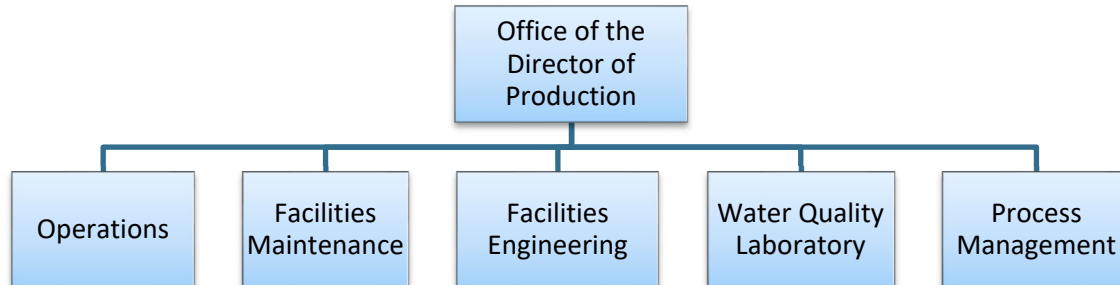 Office of the
Director of
Production
Operations
Facilities
Maintenance
Facilities
Engineering
Water Quality
Laboratory
Process
Management